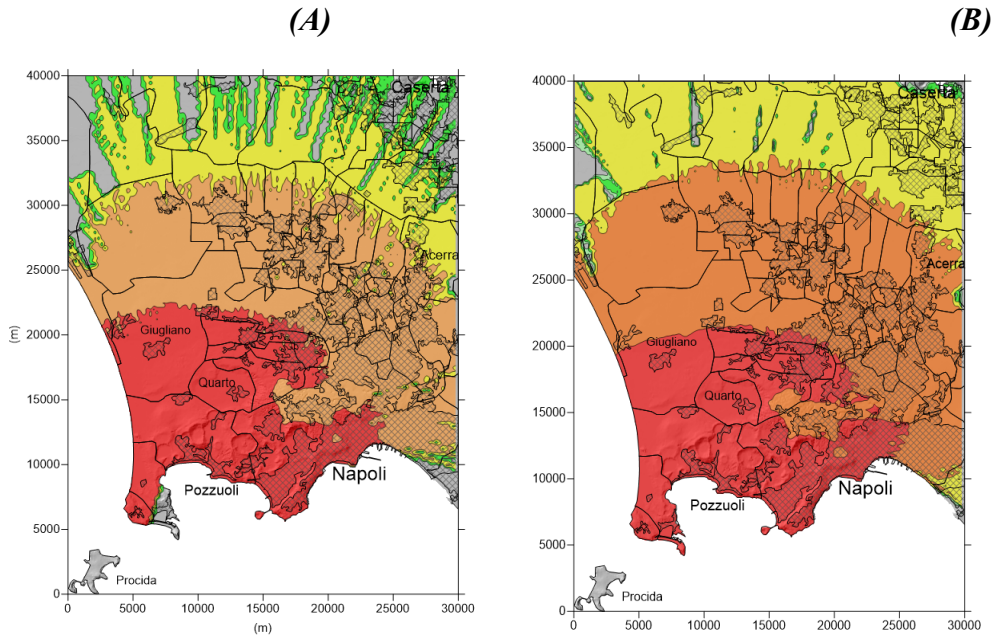 (A)
(B)
40000
35000
30000
25000
20000
15000
10000
5000
0
(m)
Caserta
Acerra
Giugliano
Quarto
Pozzuoli
Napoli
Procida
0
5000
10000
15000
20000
25000
30000
(m)
40000
35000
30000
25000
20000
15000
10000
5000
0
Caserta
Acerra
Giugliano
Quarto
Pozzuoli
Napoli
Procida
0
5000
10000
15000
20000
25000
30000